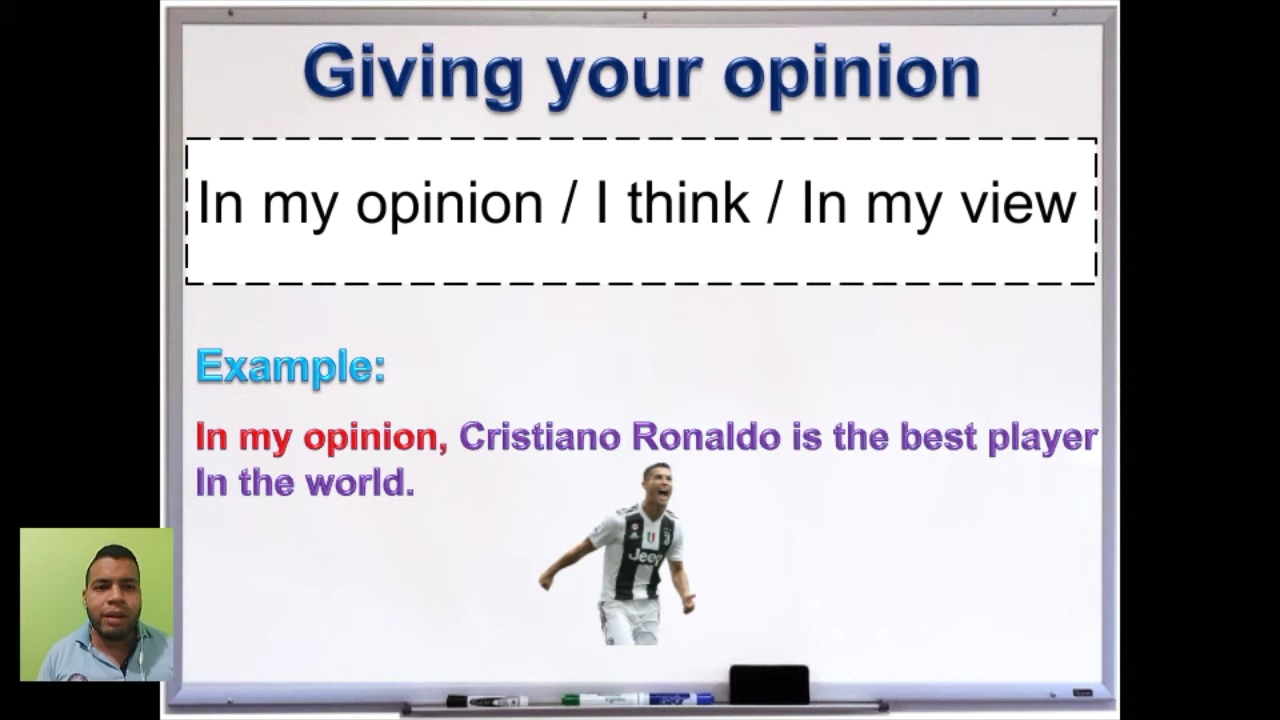 Giving your opinion
In my opinion / I think / In my view
Example:
In my opinion, Cristiano Ronaldo is the best player
In the world.
Jeep